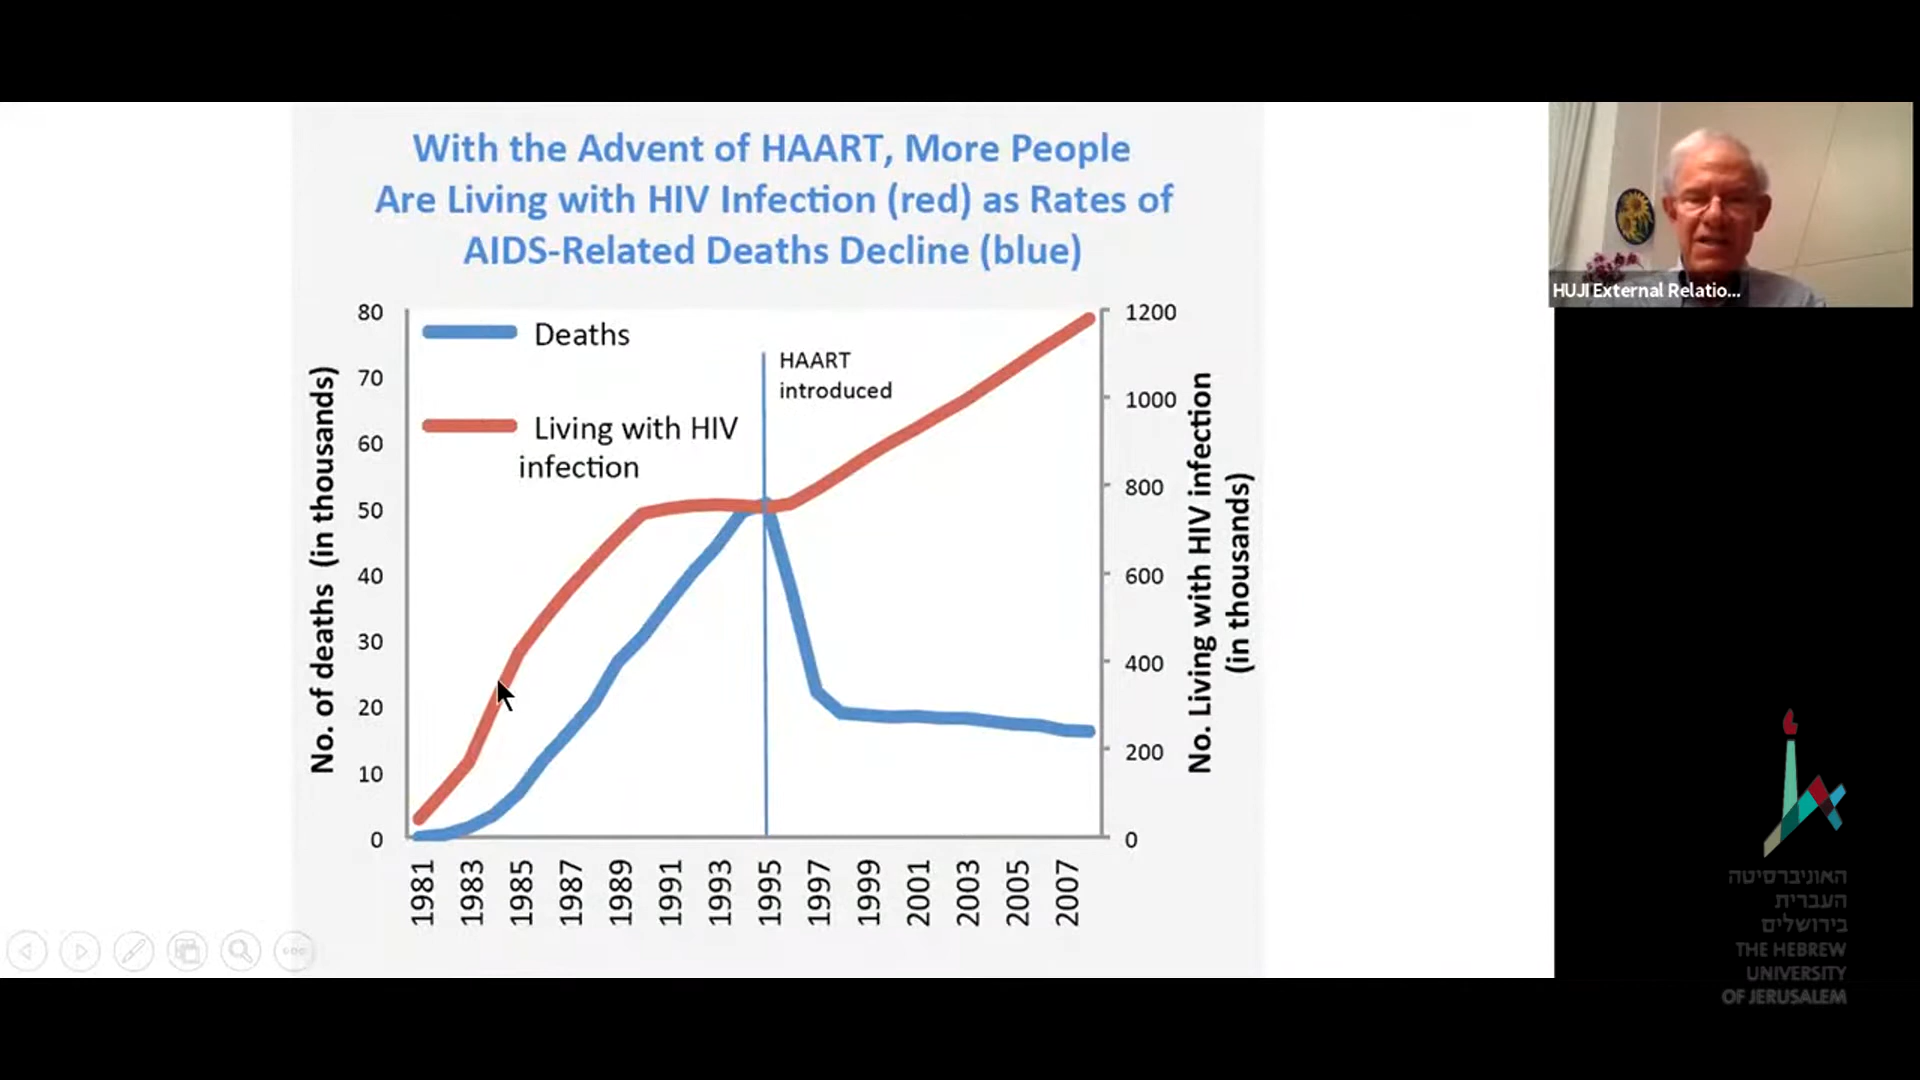 With the Advent of HAART, More People
Are Living with HIV Infection (red) as Rates of
AIDS-Related Deaths Decline (blue)
No. of deaths (in thousands)
80
70
60
50
40
30
20
10
0
Deaths
Living with HIV
infection
HAART
introduced
1200
1000
800
600
400
200
0
No. Living with HIV infection
(in thousands)
1981
1983
1985
1987
1989
1991
1993
1995
1997
1999
2001
2003
2005
2007
HUJI External Relatio...
האוניברסיטה
העברית
בירושלים
THE HEBREW
UNIVERSITY
OF JERUSALEM